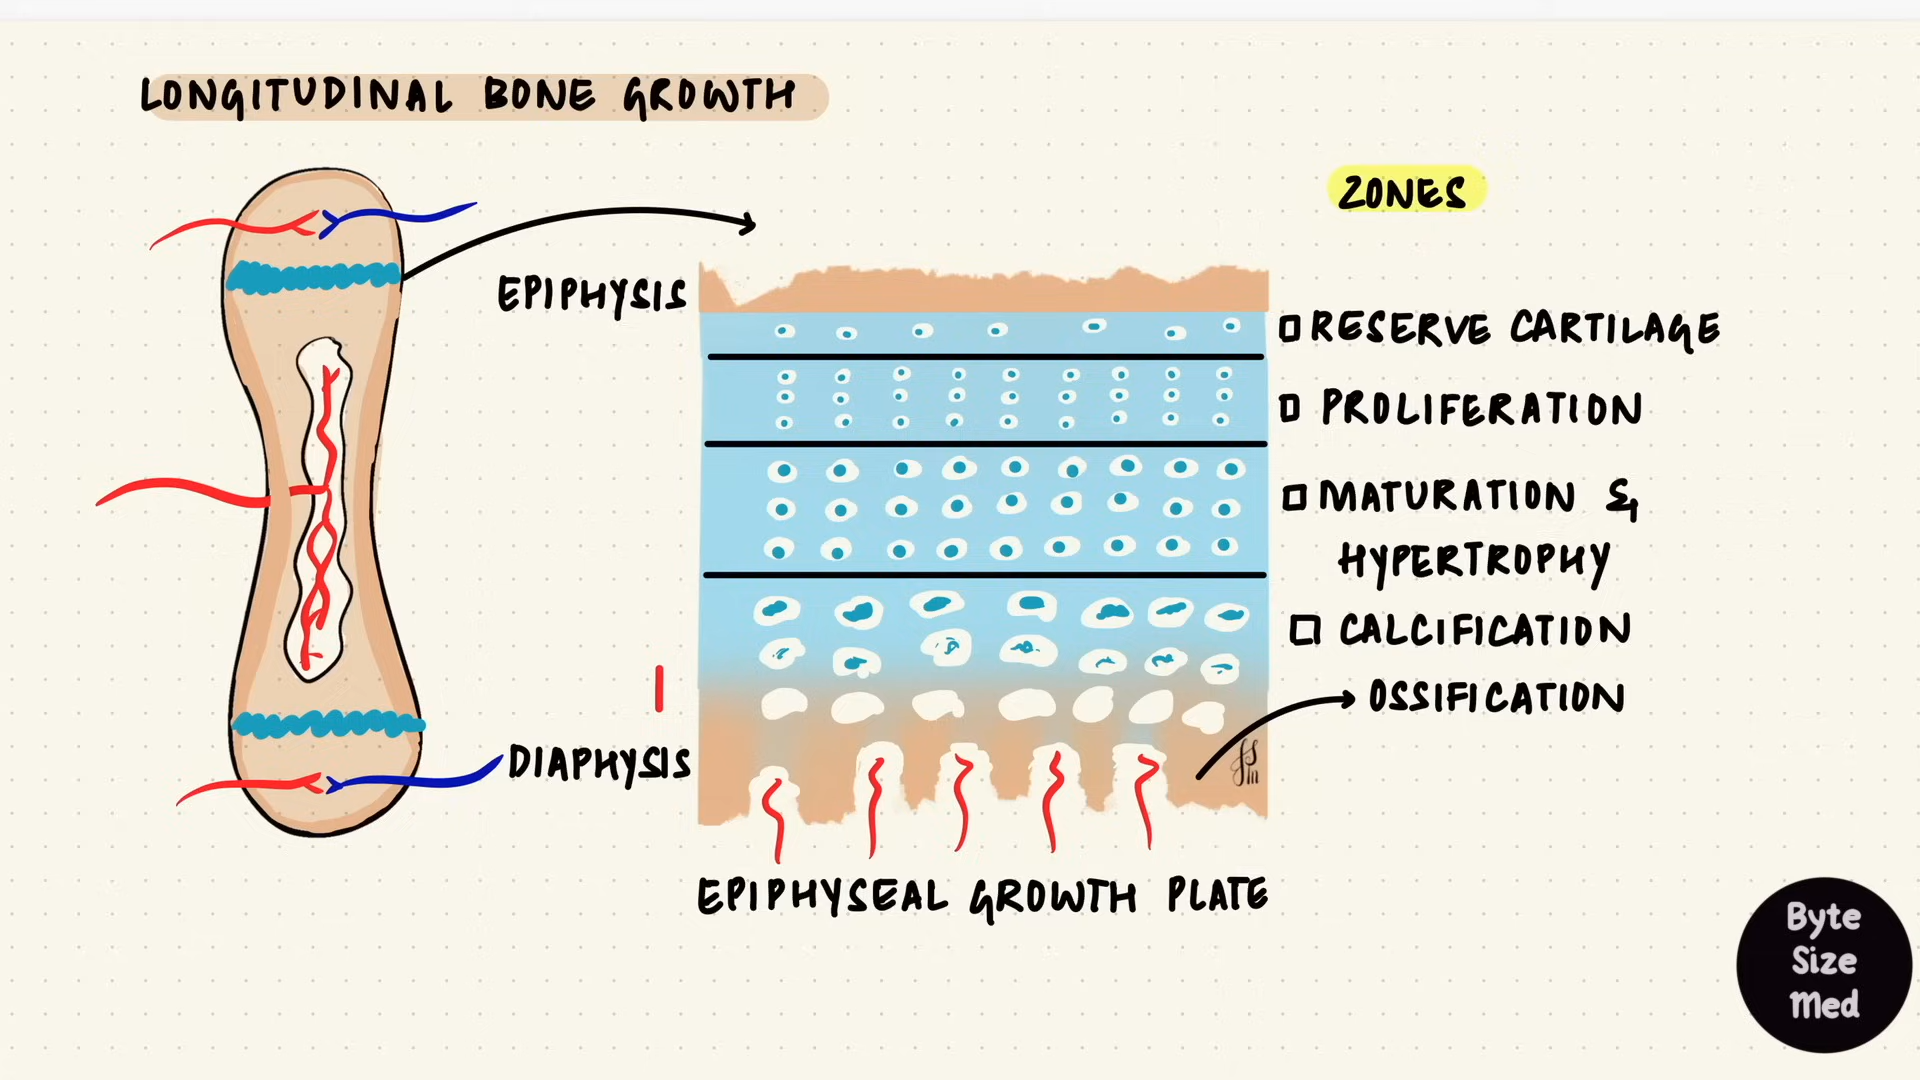 LONGITUDINAL BONE GROWTH
ZONES
EPIPHYSIS
RESERVE CARTILAGE
PROLIFERATION
MATURATION &
HYPERTROPHY
CALCIFICATION
OSSIFICATION
DIAPHYSIS
EPIPHYSEAL GROWTH PLATE
Byte
Size
Med